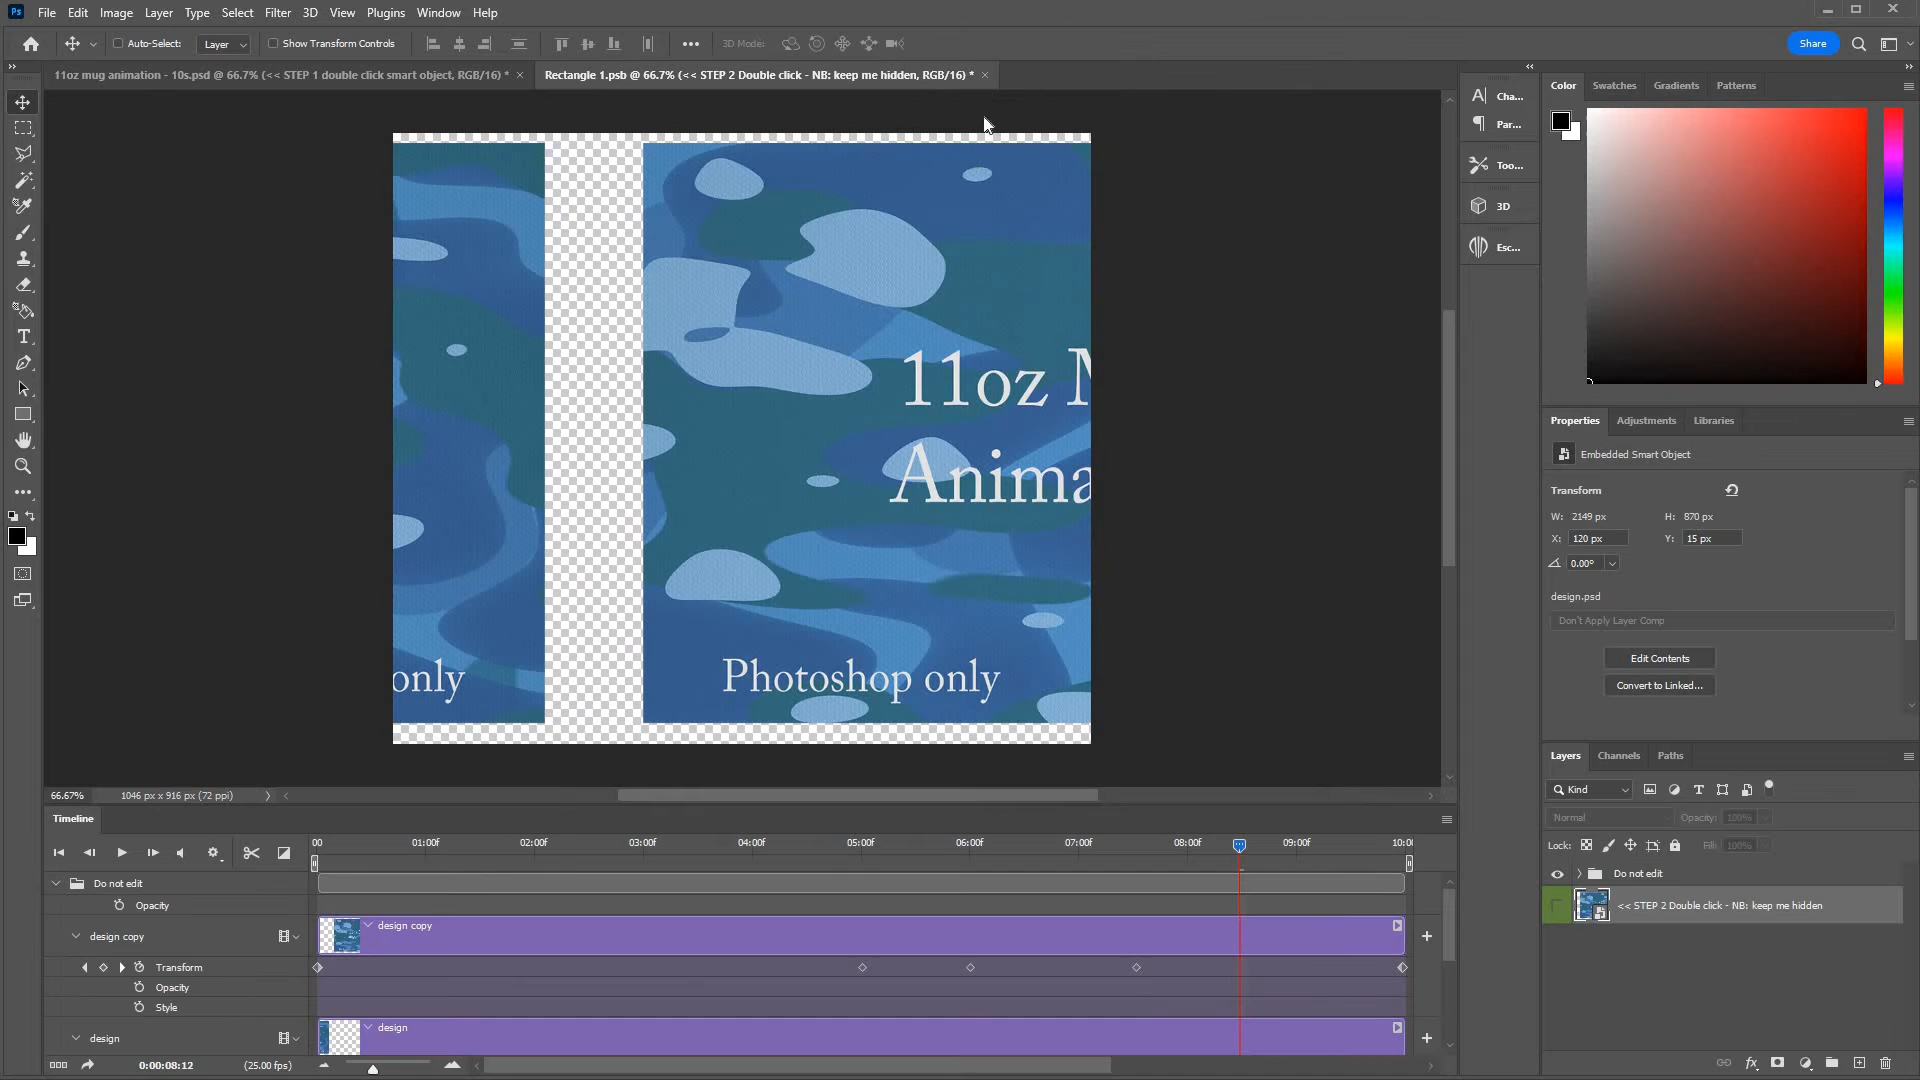 Ps File Edit Image Layer Type Select Filter 3D View Plugins Window Help
Auto-Select: Layer Show Transform Controls 3D Mode: Share
11oz mug animation - 10s.psd @ 66.7% (<< STEP 1 double click smart object, RGB/16) * ×
Rectangle 1.psb @ 66.7% (<< STEP 2 Double click - NB: keep me hidden, RGB/16) * ×
Cha...
Par...
Too...
3D
Esc...
Color Swatches Gradients Patterns
11oz M
Anima
only
Photoshop only
Properties Adjustments Libraries
Embedded Smart Object
Transform
W: 2149 px H: 870 px
X: 120 px Y: 15 px
0.00°
design.psd
Don't Apply Layer Comp
Edit Contents
Convert to Linked...
Layers Channels Paths
Kind
Normal Opacity: 100%
Lock: Fill: 100%
Do not edit
<< STEP 2 Double click - NB: keep me hidden
66.67% 1046 px x 916 px (72 ppi)
Timeline
00 01:00f 02:00f 03:00f 04:00f 05:00f 06:00f 07:00f 08:00f 09:00f 10:0
Do not edit
Opacity
design copy
design copy
Transform
Opacity
Style
design
design
0:00:08:12 (25.00 fps)